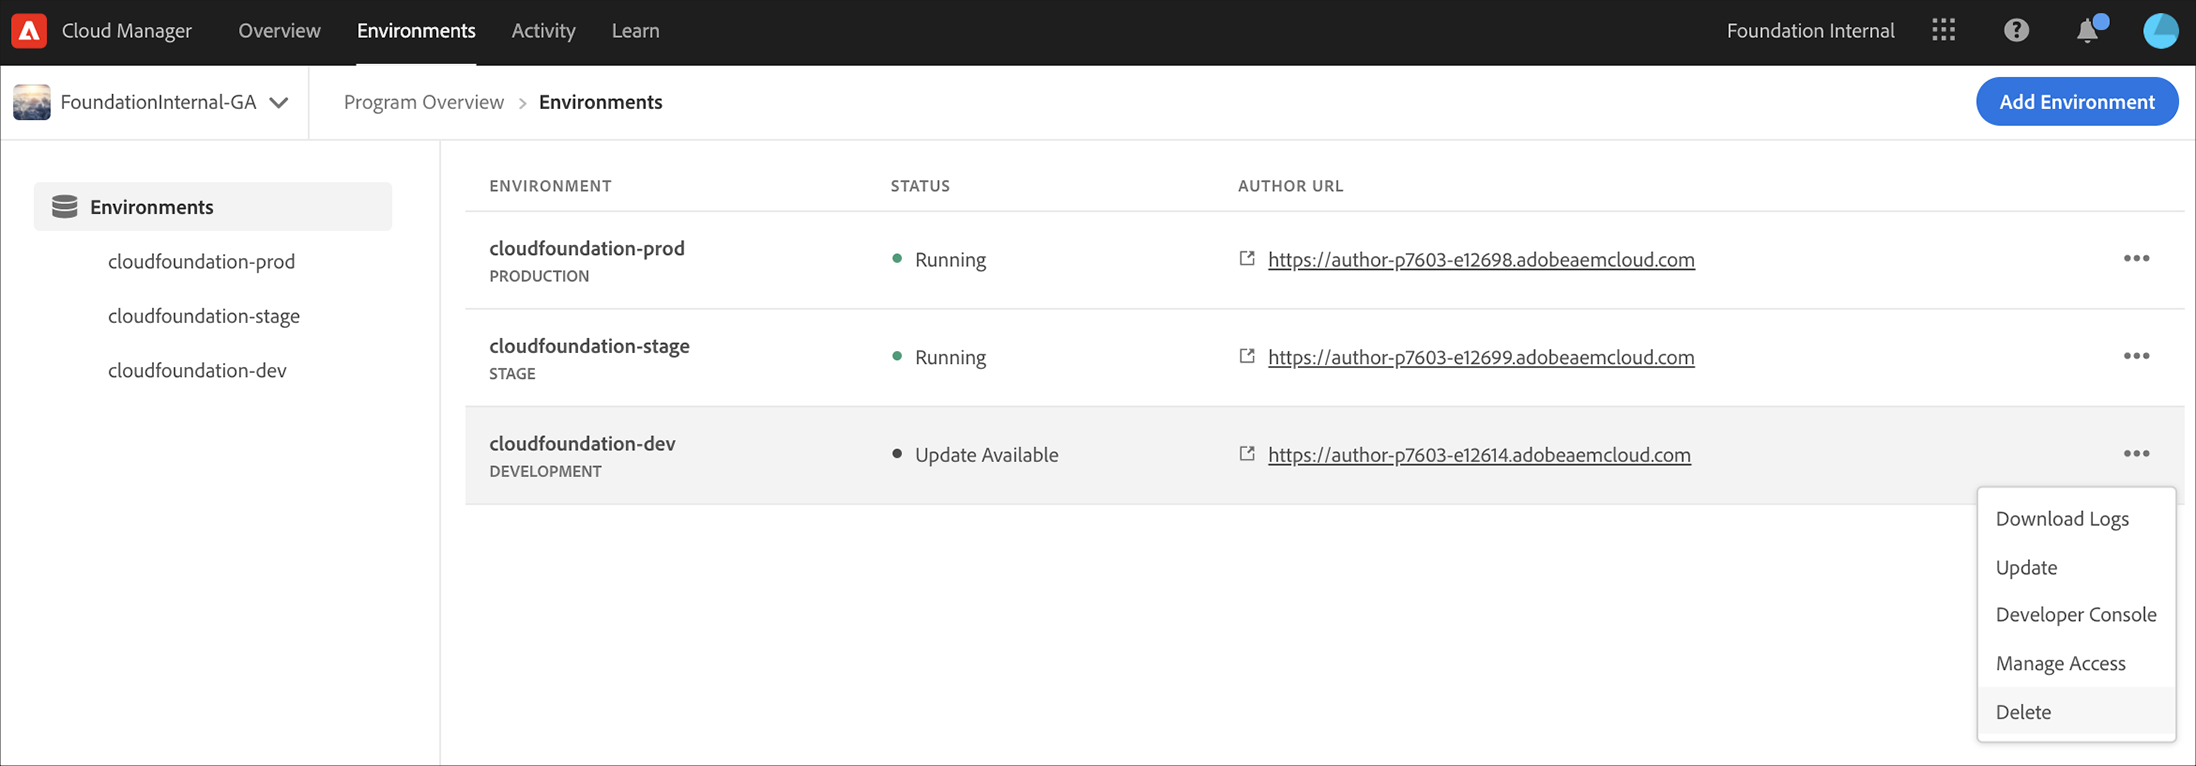 Cloud Manager Overview Environments Activity Learn Foundation Internal
FoundationInternal-GA Program Overview > Environments Add Environment
Environments
cloudfoundation-prod
cloudfoundation-stage
cloudfoundation-dev
ENVIRONMENT STATUS AUTHOR URL
cloudfoundation-prod
PRODUCTION
Running
https://author-p7603-e12698.adobeaemcloud.com
cloudfoundation-stage
STAGE
Running
https://author-p7603-e12699.adobeaemcloud.com
cloudfoundation-dev
DEVELOPMENT
Update Available
https://author-p7603-e12614.adobeaemcloud.com
Download Logs
Update
Developer Console
Manage Access
Delete